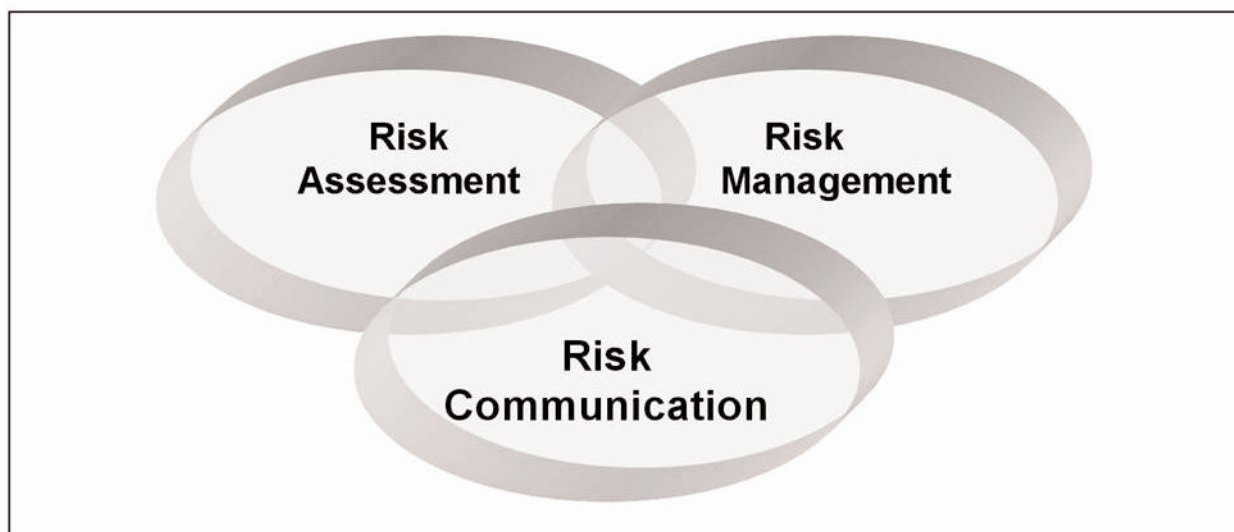 Risk
Assessment
Risk
Management
Risk
Communication